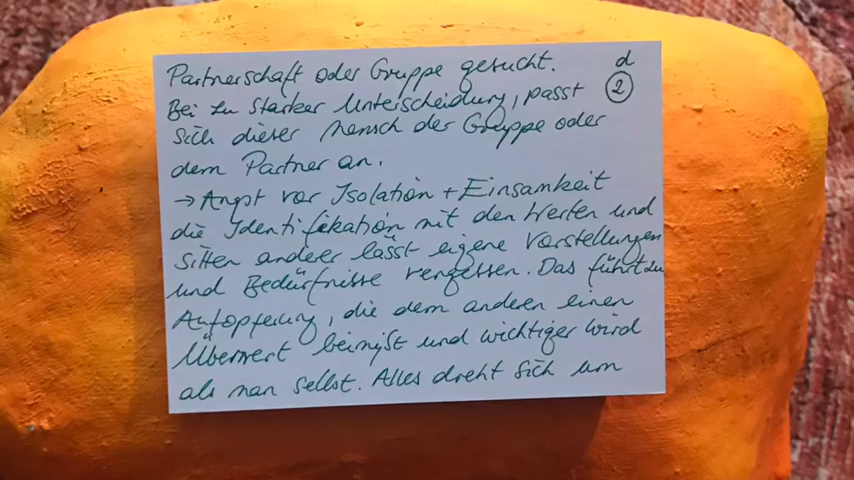 Partnerschaft oder Gruppe gesucht. d
Bei zu starker Unterscheidung, passt 2
sich dieser Mensch der Gruppe oder
dem Partner an.
→ Angst vor Isolation + Einsamkeit
die Identifikation mit den Werten und
Sitten anderer lässt eigene Vorstellungen
und Bedürfnisse vergessen. Das führt zu
Aufopferung, die dem anderen einen
Überwert beimißt und wichtiger wird
als man selbst. Alles dreht sich um